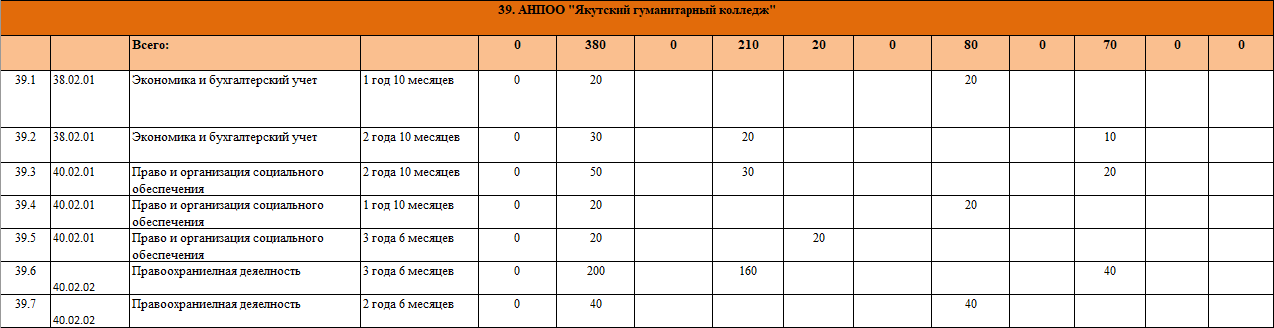 39. АНПОО "Якутский гуманитарный колледж"
Всего: 0 380 0 210 20 0 80 0 70 0 0
39.1 38.02.01 Экономика и бухгалтерский учет 1 год 10 месяцев 0 20 20
39.2 38.02.01 Экономика и бухгалтерский учет 2 года 10 месяцев 0 30 20 10
39.3 40.02.01 Право и организация социального 2 года 10 месяцев 0 50 30 20
обеспечения
39.4 40.02.01 Право и организация социального 1 год 10 месяцев 0 20 20
обеспечения
39.5 40.02.01 Право и организация социального 3 года 6 месяцев 0 20 20
обеспечения
39.6 Правоохраниелная деяелность 3 года 6 месяцев 0 200 160 40
40.02.02
39.7 Правоохраниелная деяелность 2 года 6 месяцев 0 40 40
40.02.02